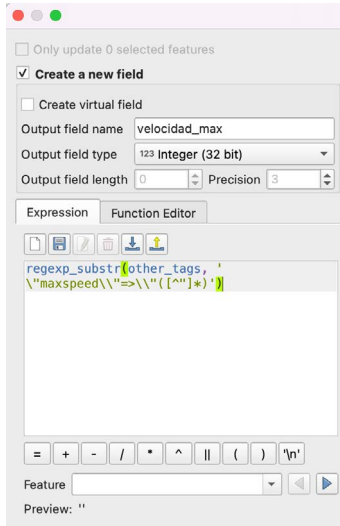 Only update 0 selected features
Create a new field
Create virtual field
Output field name velocidad_max
Output field type 123 Integer (32 bit)
Output field length 0 Precision 3
Expression Function Editor
regexp_substr(other_tags, '
\"maxspeed\\"=>\\"([^"]*)')
= + - / * ^ || ( ) '\n'
Feature
Preview: ''